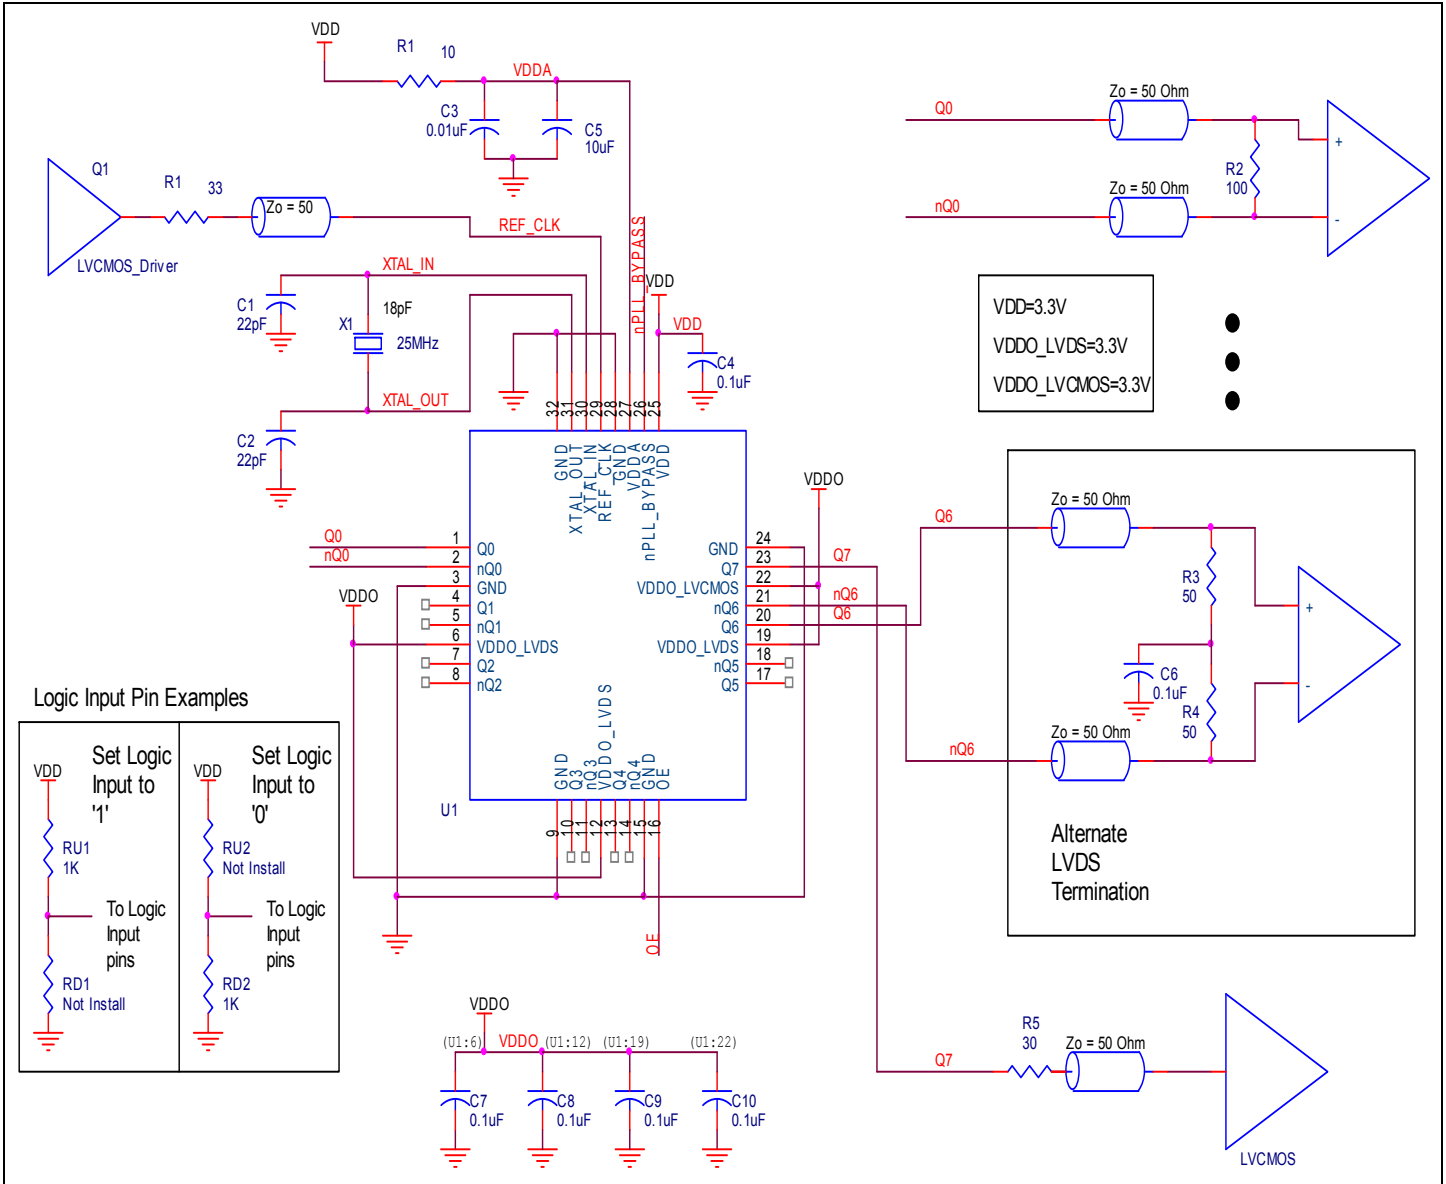 VDD
R1 10
VDDA
C3
0.01uF
C5
10uF
Q1
R1 33
Zo = 50
LVCMOS_Driver
REF_CLK
XTAL_IN
C1
22pF
18pF
X1
25MHz
XTAL_OUT
C2
22pF
nPLL_BYPASS
VDD
VDD
C4
0.1uF
Q0
Zo = 50 Ohm
nQ0
Zo = 50 Ohm
R2
100
+
-
VDD=3.3V
VDDO_LVDS=3.3V
VDDO_LVCMOS=3.3V
32
31
30
29
28
27
26
25
GND
XTAL_OUT
XTAL_IN
REF_CLK
GND
VDDA
nPLL_BYPASS
VDD
Q0
nQ0
VDDO
1 Q0
2 nQ0
3 GND
4 Q1
5 nQ1
6 VDDO_LVDS
7 Q2
8 nQ2
VDDO
GND 24
Q7 23
VDDO_LVCMOS 22
nQ6 21
Q6 20
VDDO_LVDS 19
nQ5 18
Q5 17
Q7
nQ6
Q6
GND
Q3
nQ3
VDDO_LVDS
Q4
nQ4
GND
OE
9
10
11
12
13
14
15
16
U1
OE
Q6
Zo = 50 Ohm
R3
50
C6
0.1uF
R4
50
nQ6
Zo = 50 Ohm
+
-
Alternate
LVDS
Termination
Logic Input Pin Examples
Set Logic
Input to
'1'
VDD
RU1
1K
To Logic
Input
pins
RD1
Not Install
Set Logic
Input to
'0'
VDD
RU2
Not Install
To Logic
Input
pins
RD2
1K
VDDO
(U1:6) VDDO (U1:12) (U1:19) (U1:22)
C7
0.1uF
C8
0.1uF
C9
0.1uF
C10
0.1uF
Q7
R5
30
Zo = 50 Ohm
LVCMOS